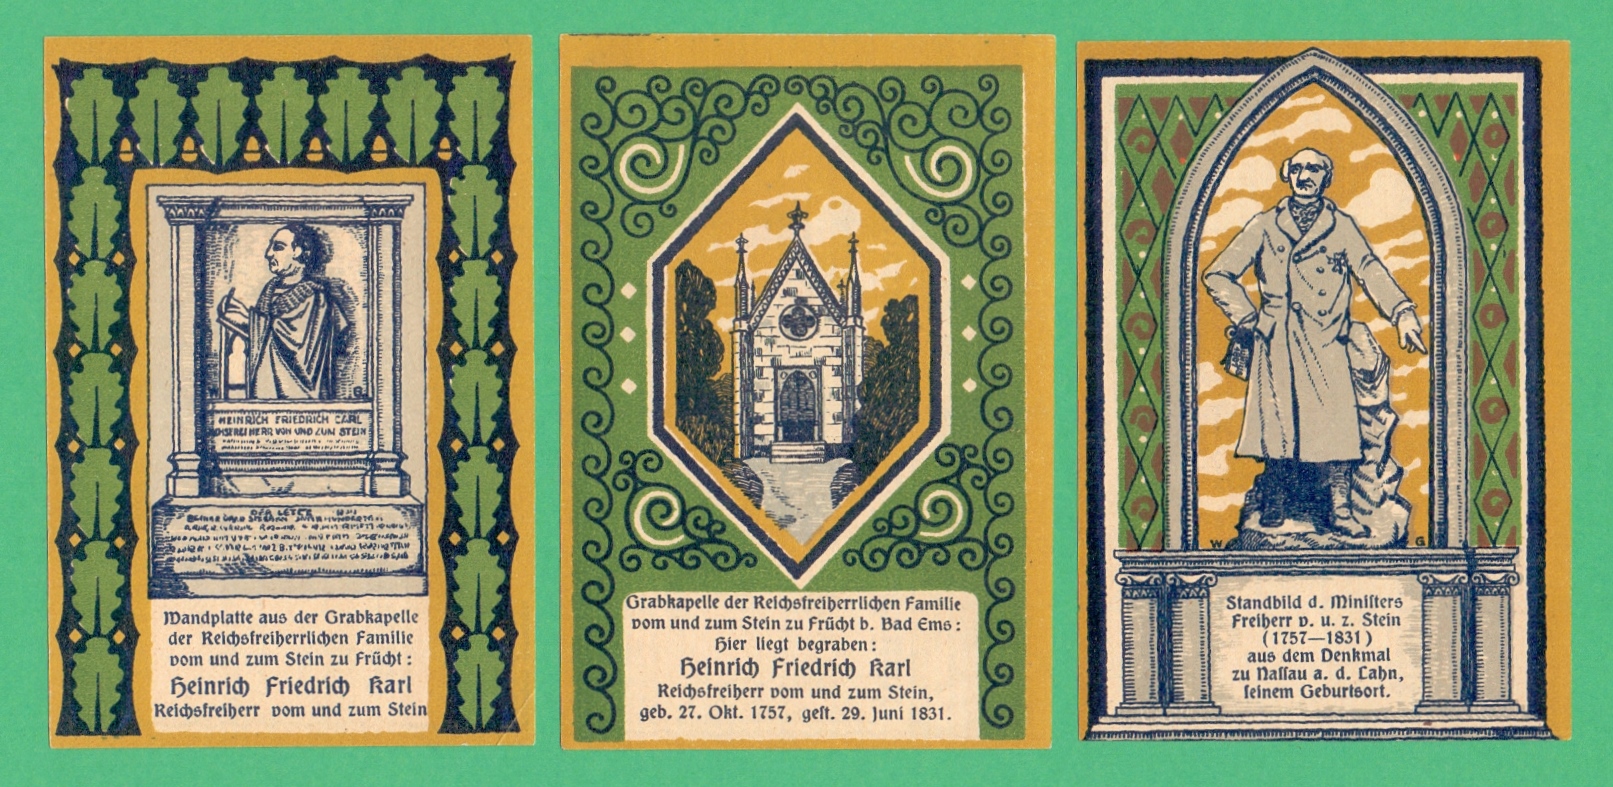 HEINRICH FRIEDRICH CARL
HERR VON UND ZUM STEIN
DER LETZTE
Wandplatte aus der Grabkapelle
der Reichsfreiherrlichen Familie
vom und zum Stein zu Frücht:
Heinrich Friedrich Karl
Reichsfreiherr vom und zum Stein
Grabkapelle der Reichsfreiherrlichen Familie
vom und zum Stein zu Frücht b. Bad Ems:
Hier liegt begraben:
Heinrich Friedrich Karl
Reichsfreiherr vom und zum Stein,
geb. 27. Okt. 1757, geſt. 29. Juni 1831.
W G
Standbild d. Miniſters
Freiherr v. u. z. Stein
(1757—1831)
aus dem Denkmal
zu Naſſau a. d. Lahn,
ſeinem Geburtsort.